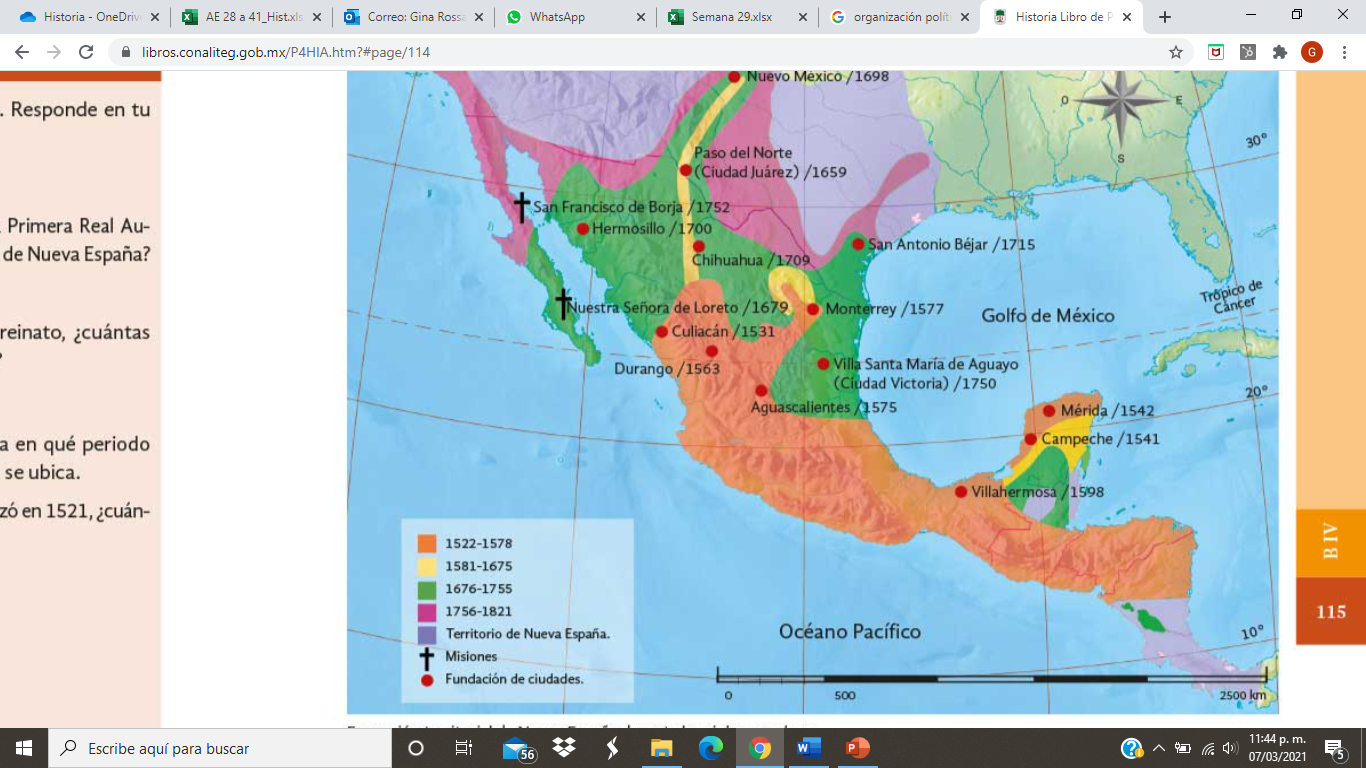 Historia - OneDrive
AE 28 a 41_Hist.xls
Correo: Gina Rossa
WhatsApp
Semana 29.xlsx
organización políti
Historia Libro de P
libros.conaliteg.gob.mx/P4HIA.htm?#page/114
G
. Responde en tu
Primera Real Au-
de Nueva España?
reinato, ¿cuántas
a en qué periodo
se ubica.
zó en 1521, ¿cuán-
Nuevo México /1698
O
E
S
30°
Paso del Norte
(Ciudad Juárez) /1659
San Francisco de Borja /1752
Hermosillo /1700
San Antonio Béjar /1715
Chihuahua /1709
Trópico de
Cáncer
Nuestra Señora de Loreto /1679
Monterrey /1577
Golfo de México
Culiacán /1531
Durango /1563
Villa Santa María de Aguayo
(Ciudad Victoria) /1750
20°
Aguascalientes /1575
Mérida /1542
Campeche /1541
Villahermosa /1598
1522-1578
1581-1675
1676-1755
1756-1821
Territorio de Nueva España.
Misiones
Fundación de ciudades.
Océano Pacífico
10°
0
500
2500 km
B IV
115
Escribe aquí para buscar
56
11:44 p. m.
07/03/2021
5